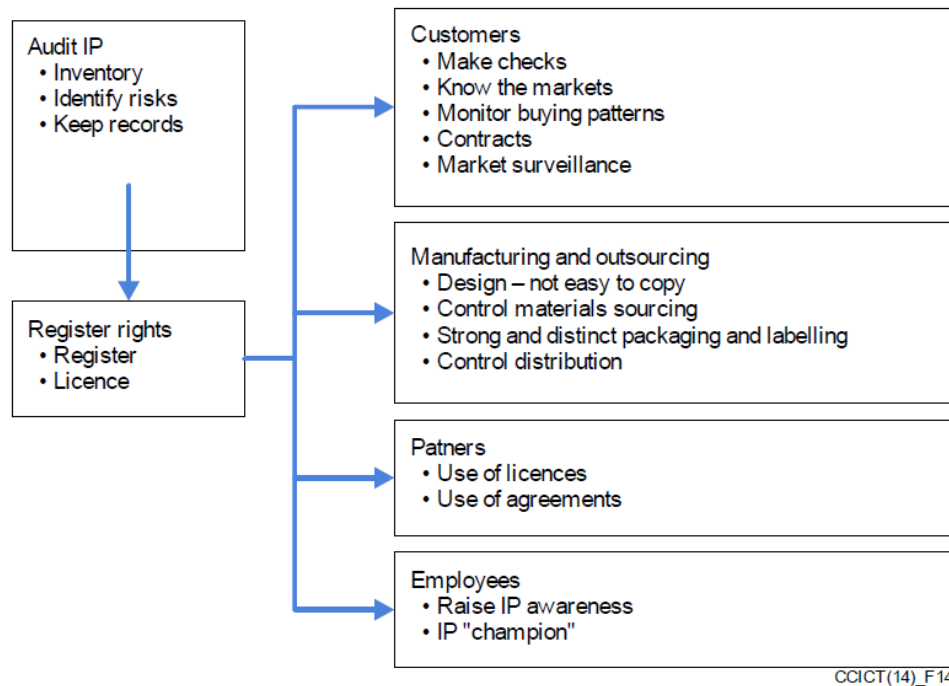 Audit IP
• Inventory
• Identify risks
• Keep records
Register rights
• Register
• Licence
Customers
• Make checks
• Know the markets
• Monitor buying patterns
• Contracts
• Market surveillance
Manufacturing and outsourcing
• Design – not easy to copy
• Control materials sourcing
• Strong and distinct packaging and labelling
• Control distribution
Patners
• Use of licences
• Use of agreements
Employees
• Raise IP awareness
• IP "champion"
CCICT(14)_F14